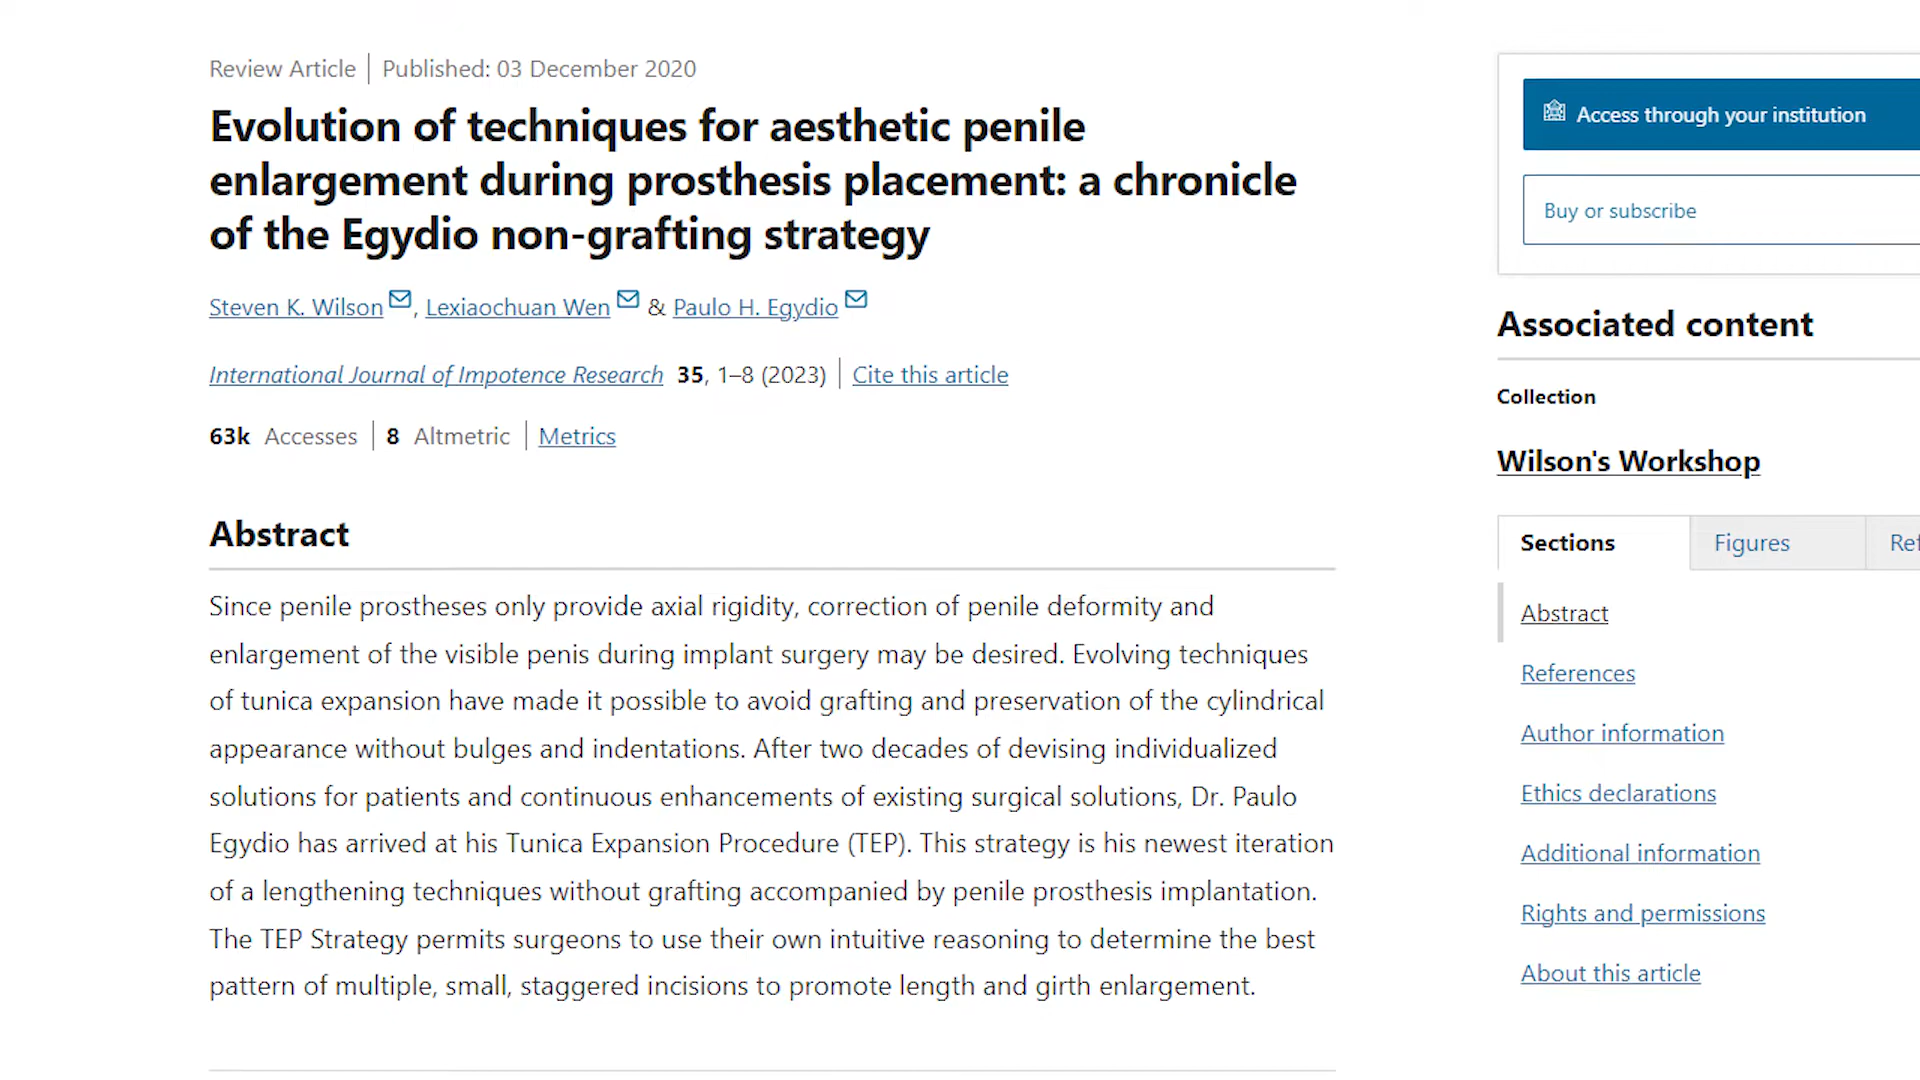 Review Article | Published: 03 December 2020
Evolution of techniques for aesthetic penile
enlargement during prosthesis placement: a chronicle
of the Egydio non-grafting strategy
Steven K. Wilson, Lexiaochuan Wen & Paulo H. Egydio
International Journal of Impotence Research 35, 1–8 (2023) | Cite this article
63k Accesses | 8 Altmetric | Metrics
Abstract
Since penile prostheses only provide axial rigidity, correction of penile deformity and
enlargement of the visible penis during implant surgery may be desired. Evolving techniques
of tunica expansion have made it possible to avoid grafting and preservation of the cylindrical
appearance without bulges and indentations. After two decades of devising individualized
solutions for patients and continuous enhancements of existing surgical solutions, Dr. Paulo
Egydio has arrived at his Tunica Expansion Procedure (TEP). This strategy is his newest iteration
of a lengthening techniques without grafting accompanied by penile prosthesis implantation.
The TEP Strategy permits surgeons to use their own intuitive reasoning to determine the best
pattern of multiple, small, staggered incisions to promote length and girth enlargement.
Access through your institution
Buy or subscribe
Associated content
Collection
Wilson's Workshop
Sections Figures Ref
Abstract
References
Author information
Ethics declarations
Additional information
Rights and permissions
About this article